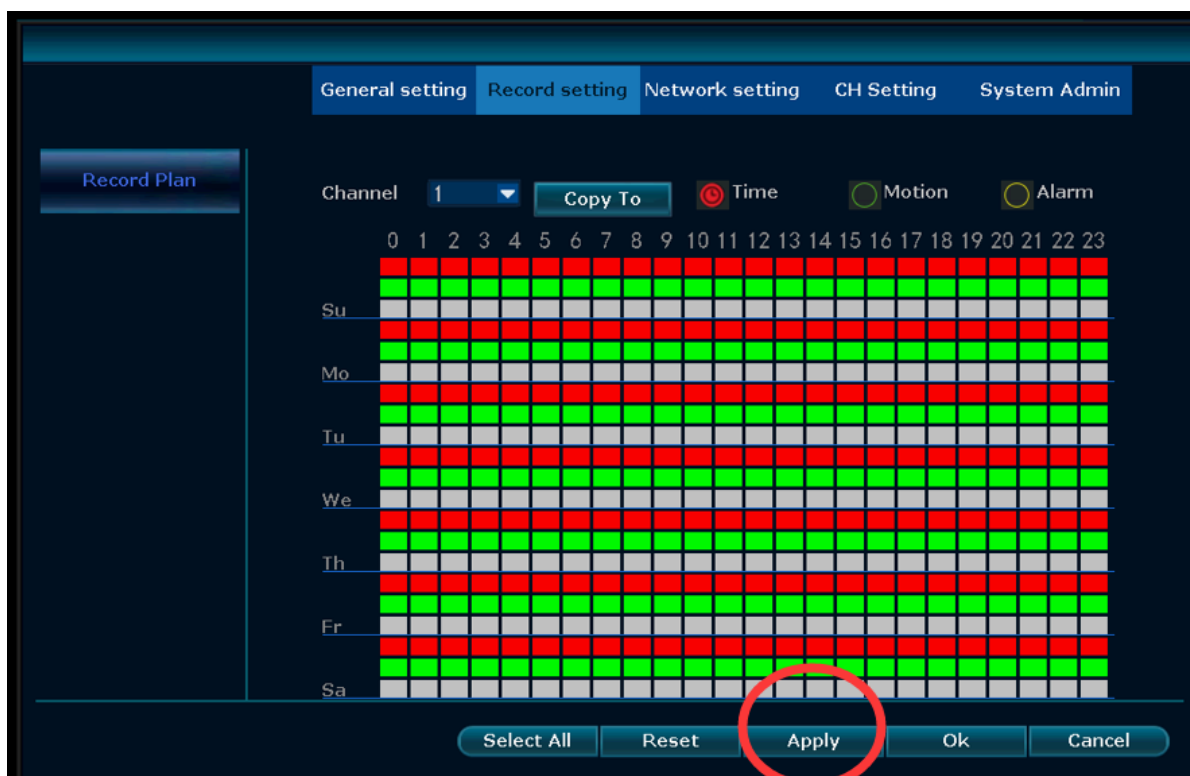 General setting Record setting Network setting CH Setting System Admin
Record Plan
Channel 1 Copy To Time Motion Alarm
0 1 2 3 4 5 6 7 8 9 10 11 12 13 14 15 16 17 18 19 20 21 22 23
Su
Mo
Tu
We
Th
Fr
Sa
Select All Reset Apply Ok Cancel